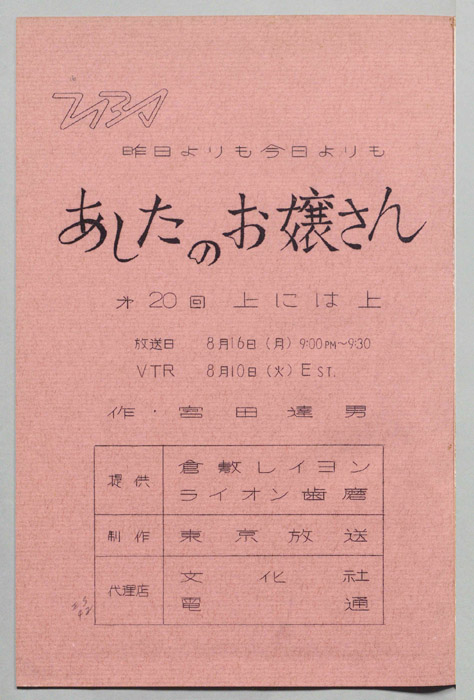 昨日よりも今日よりも
あしたのお嬢さん
第20回 上には上
放送日 8月16日(月)9:00PM~9:30
VTR 8月10日(火)EST.
作・宮田達男
提供 倉敷レイヨン
ライオン歯磨
制作 東京放送
代理店 文化社
電通